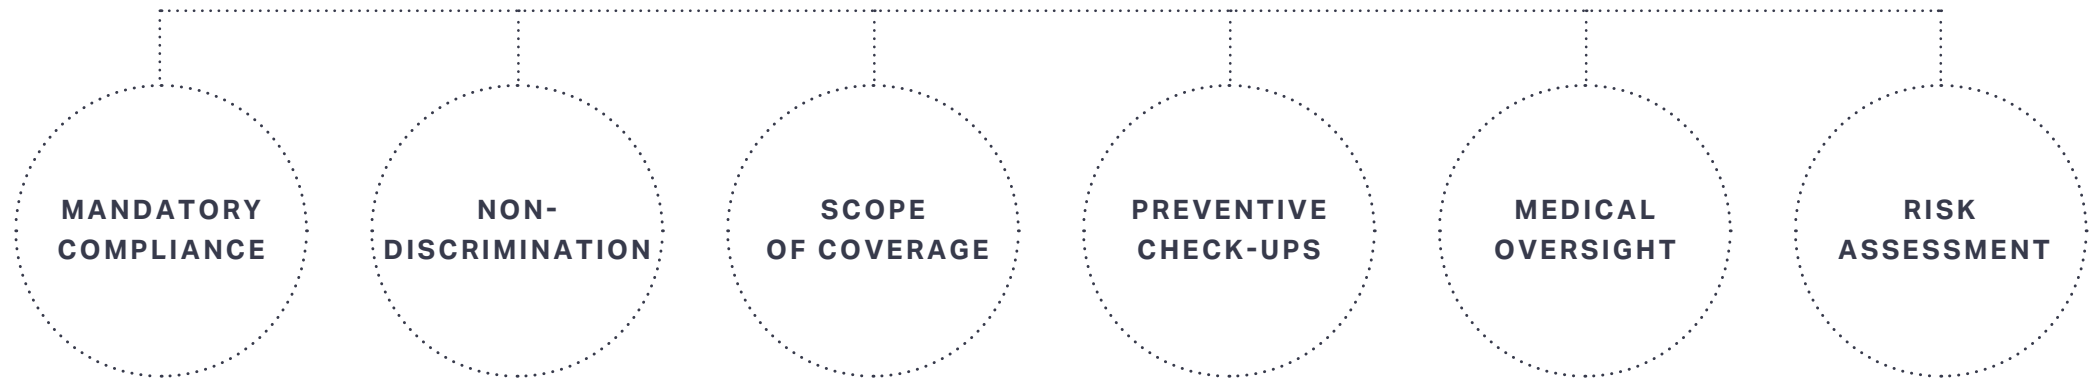 MANDATORY
COMPLIANCE
NON-
DISCRIMINATION
SCOPE
OF COVERAGE
PREVENTIVE
CHECK-UPS
MEDICAL
OVERSIGHT
RISK
ASSESSMENT